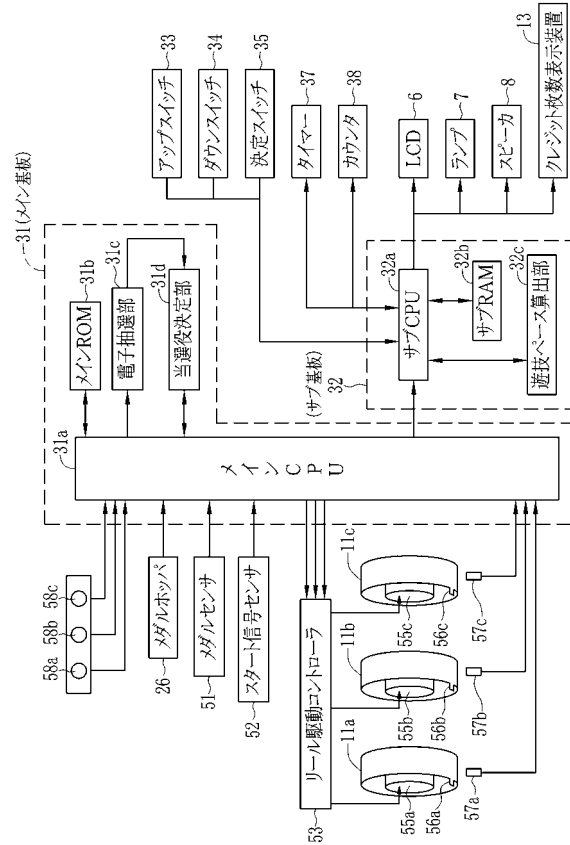 58a
58b
58c
メダルホッパ
26
メダルセンサ
51
スタート信号センサ
52
リール駆動コントローラ
53
11a
11b
11c
55a
55b
55c
56a
56b
56c
57a
57b
57c
31a
メインCPU
31(メイン基板)
メインROM
31b
電子抽選部
31c
当選役決定部
31d
(サブ基板)
32
サブCPU
32a
サブRAM
32b
遊技ペース算出部
32c
アップスイッチ
33
ダウンスイッチ
34
決定スイッチ
35
タイマー
37
カウンタ
38
LCD
6
ランプ
7
スピーカ
8
クレジット枚数表示装置
13